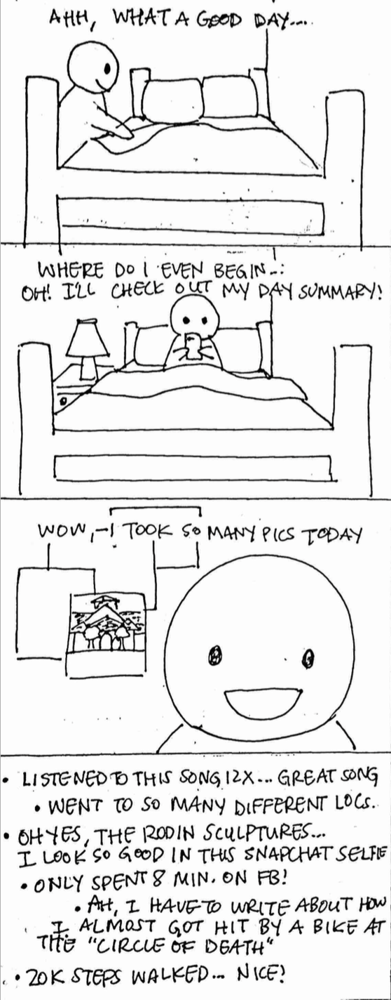 AHH, WHAT A GOOD DAY....
WHERE DO I EVEN BEGIN...
OH! I'LL CHECK OUT MY DAY SUMMARY!
WOW, I TOOK SO MANY PICS TODAY
• LISTENED TO THIS SONG 12X... GREAT SONG
• WENT TO SO MANY DIFFERENT LOCS.
• OH YES, THE RODIN SCULPTURES...
I LOOK SO GOOD IN THIS SNAPCHAT SELFIE
• ONLY SPENT 8 MIN. ON FB!
• AH, I HAVE TO WRITE ABOUT HOW
I ALMOST GOT HIT BY A BIKE AT
THE "CIRCLE OF DEATH"
• 20K STEPS WALKED... NICE!